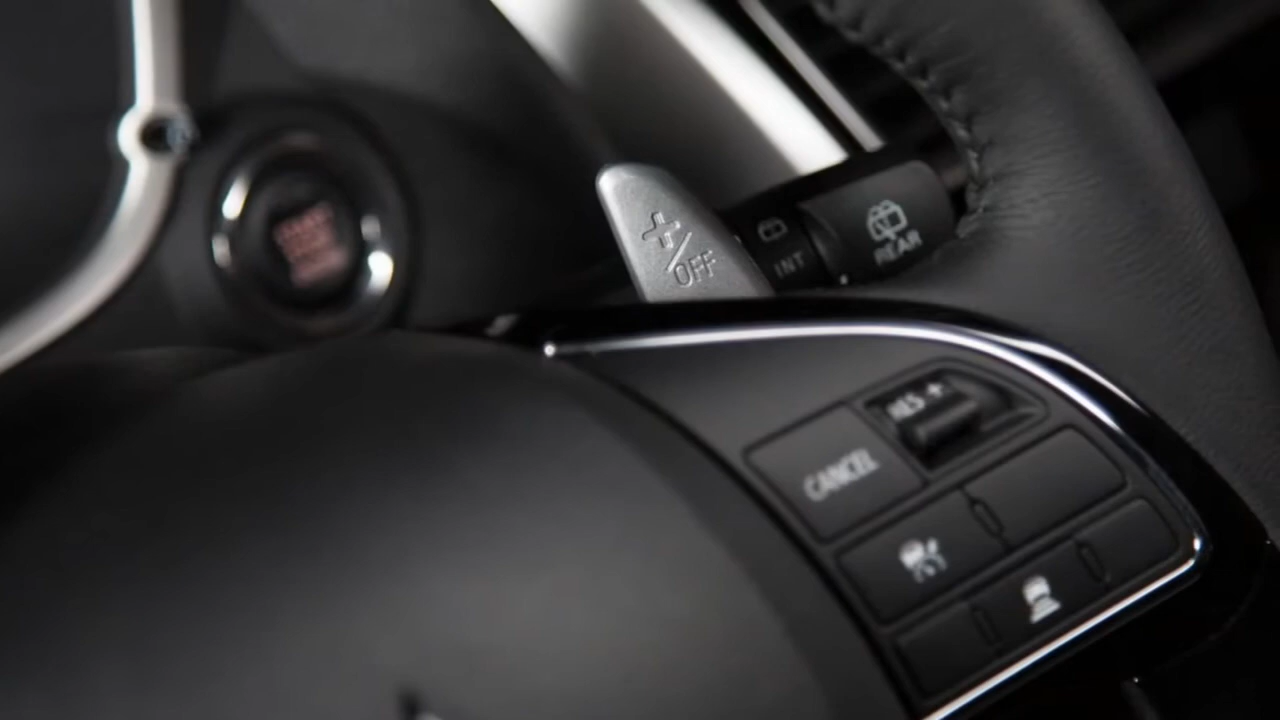 +/OFF
INT
REAR
RES +
CANCEL